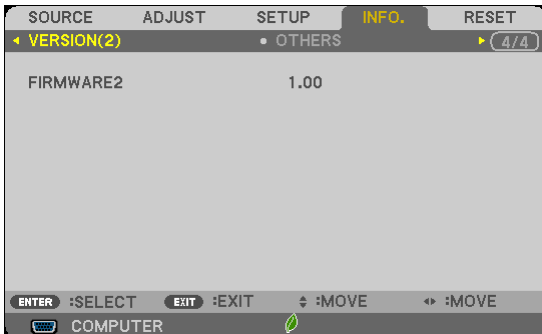 SOURCE ADJUST SETUP INFO. RESET
VERSION(2) • OTHERS 4/4
FIRMWARE2 1.00
ENTER :SELECT EXIT :EXIT :MOVE :MOVE
COMPUTER